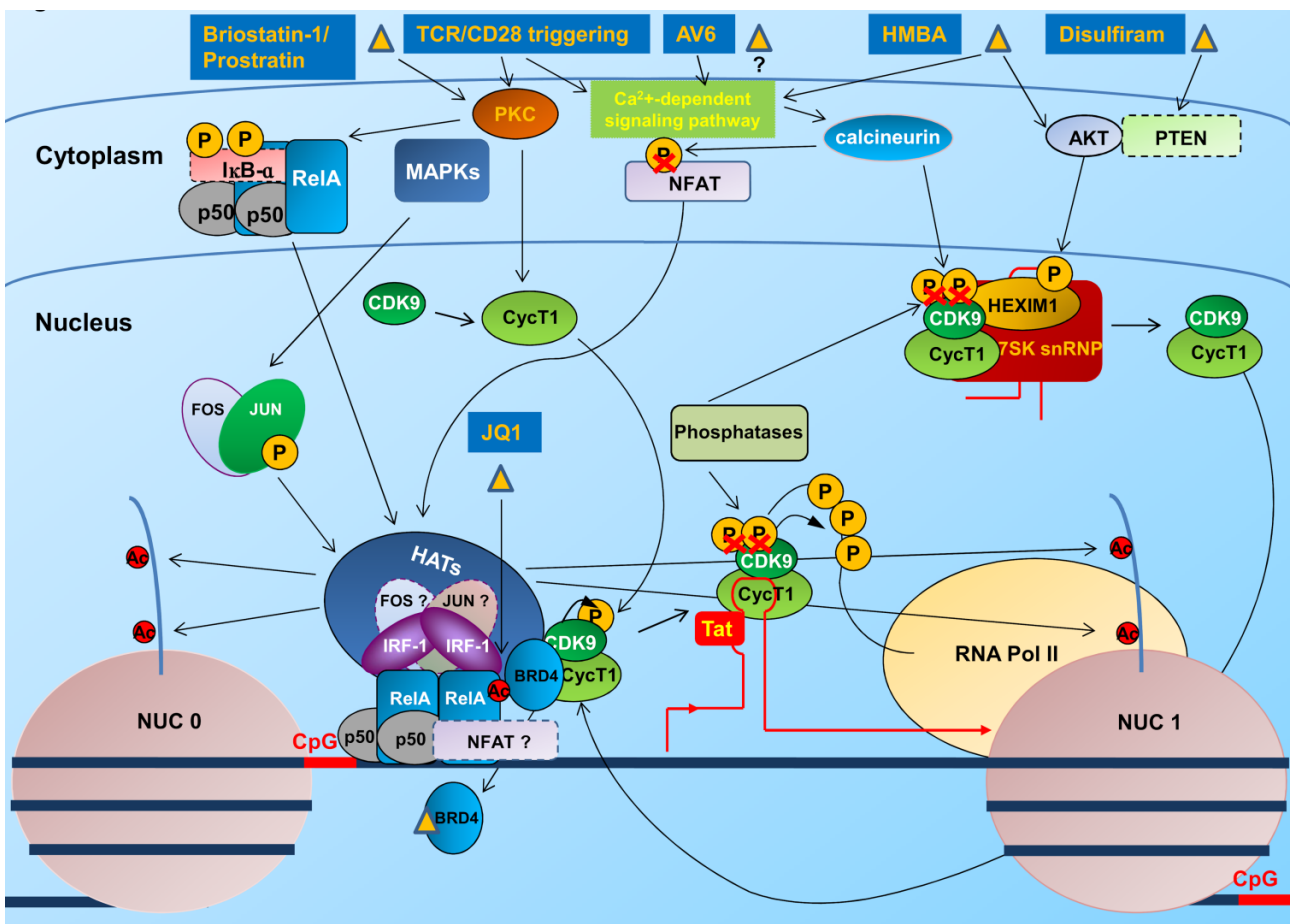 Briostatin-1/
Prostratin
TCR/CD28 triggering
AV6
?
HMBA
Disulfiram
PKC
Ca²⁺-dependent
signaling pathway
calcineurin
AKT
PTEN
Cytoplasm
P
P
IκB-α
RelA
p50
p50
MAPKs
P
NFAT
Nucleus
CDK9
CycT1
P
P
P
HEXIM1
CDK9
CycT1
7SK snRNP
CDK9
CycT1
FOS
JUN
P
JQ1
Phosphatases
P
P
P
P
P
CDK9
CycT1
Tat
Ac
Ac
HATs
FOS ?
JUN ?
IRF-1
IRF-1
P
CDK9
CycT1
BRD4
Ac
RelA
RelA
p50
p50
NFAT ?
Ac
Ac
RNA Pol II
NUC 0
NUC 1
CpG
BRD4
CpG